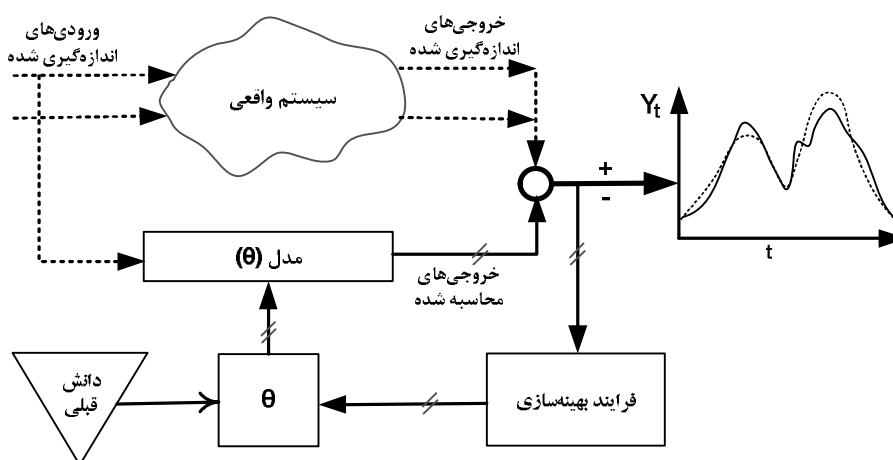 ورودی‌های
اندازه‌گیری شده
سیستم واقعی
خروجی‌های
اندازه‌گیری شده
Yt
+
-
t
مدل (θ)
خروجی‌های
محاسبه شده
دانش
قبلی
θ
فرایند بهینه‌سازی